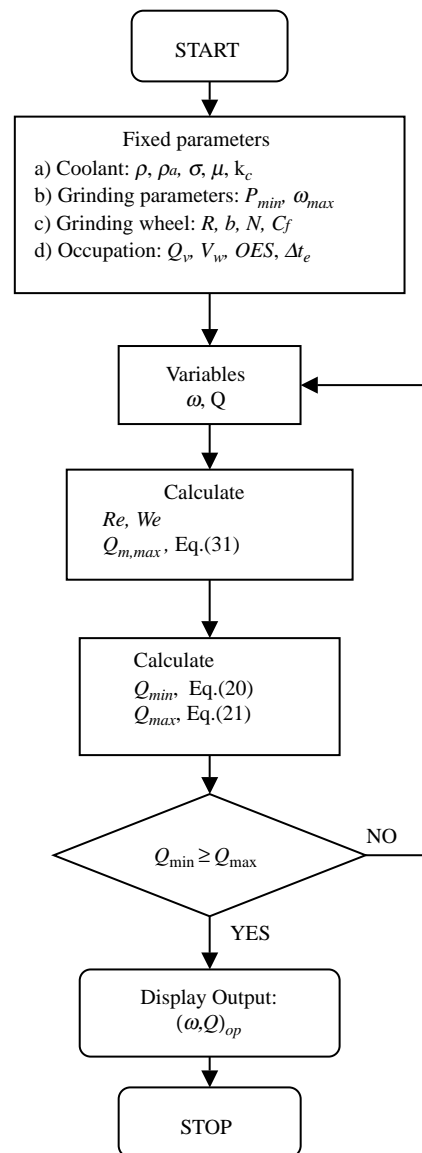 START
Fixed parameters
a) Coolant: ρ, ρa, σ, μ, kc
b) Grinding parameters: Pmin, ωmax
c) Grinding wheel: R, b, N, Cf
d) Occupation: Qv, Vw, OES, Δte
Variables
ω, Q
Calculate
Re, We
Qm,max, Eq.(31)
Calculate
Qmin, Eq.(20)
Qmax, Eq.(21)
Qmin ≥ Qmax
NO
YES
Display Output:
(ω,Q)op
STOP